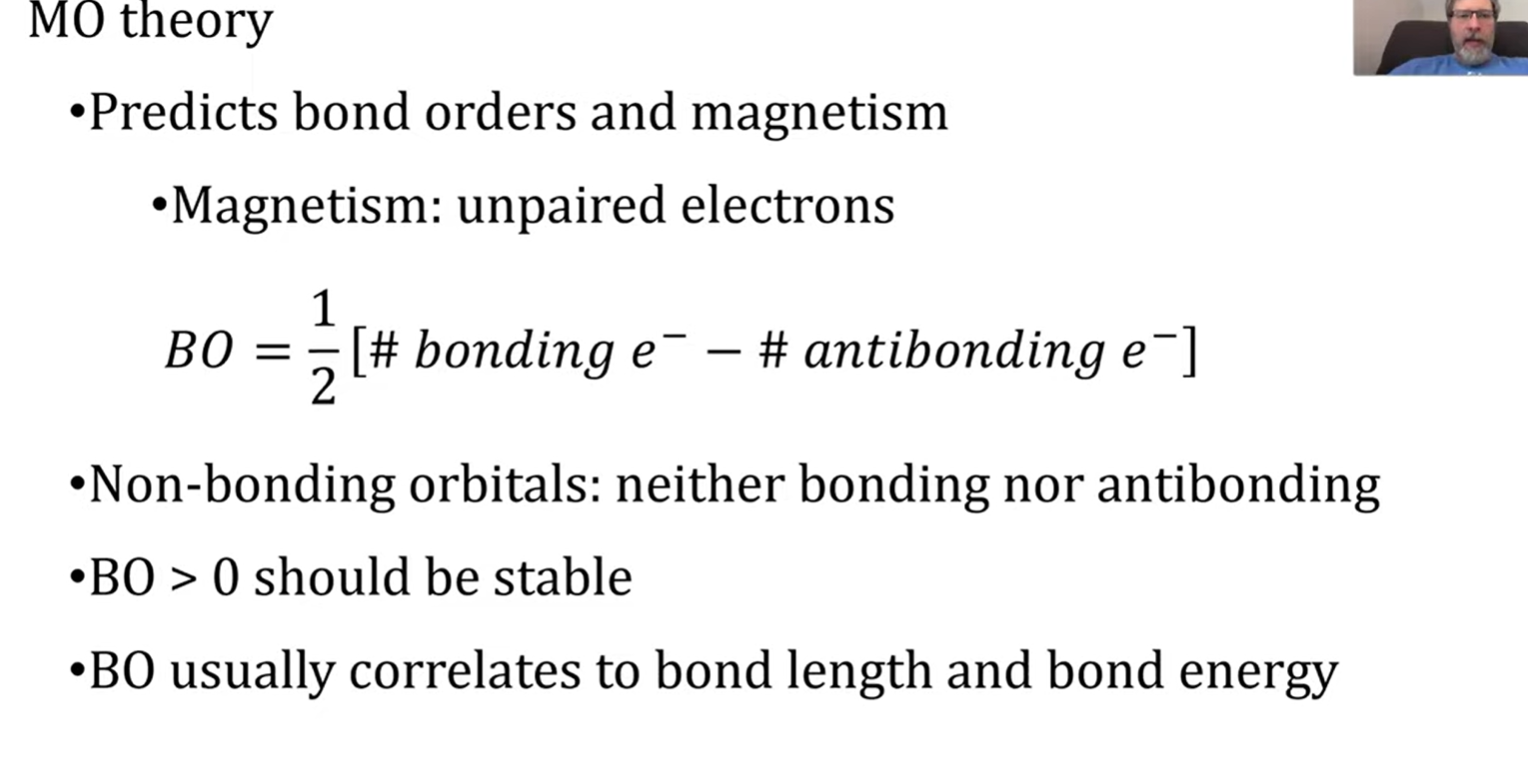 MO theory
•Predicts bond orders and magnetism
•Magnetism: unpaired electrons
BO = 1/2 [# bonding e⁻ − # antibonding e⁻]
•Non-bonding orbitals: neither bonding nor antibonding
•BO > 0 should be stable
•BO usually correlates to bond length and bond energy